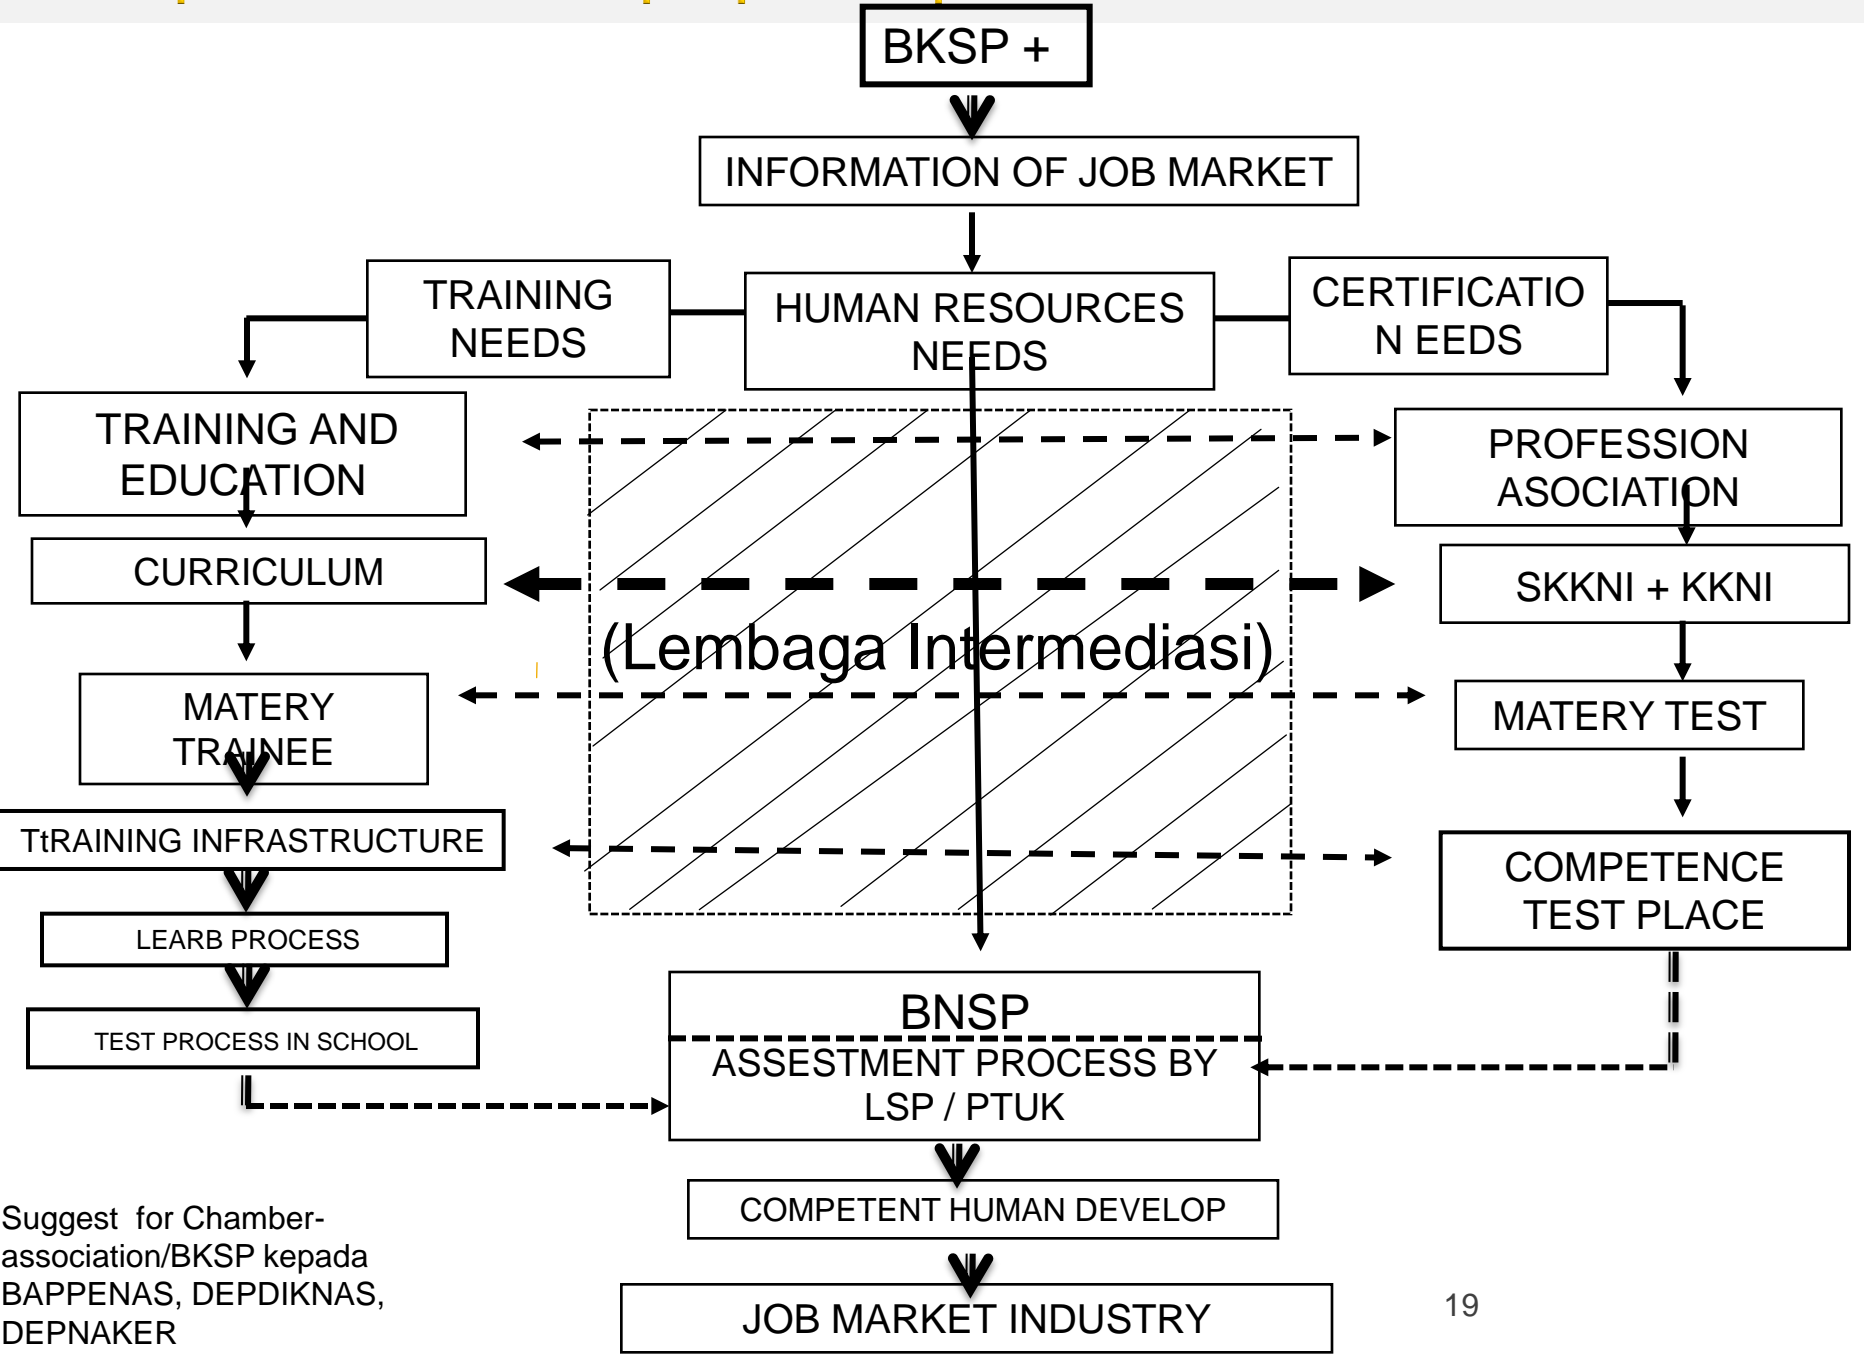 BKSP +
INFORMATION OF JOB MARKET
TRAINING
NEEDS
HUMAN RESOURCES
NEEDS
CERTIFICATIO
N EEDS
TRAINING AND
EDUCATION
PROFESSION
ASOCIATION
CURRICULUM
SKKNI + KKNI
(Lembaga Intermediasi)
MATERY
TRAINEE
MATERY TEST
TtRAINING INFRASTRUCTURE
COMPETENCE
TEST PLACE
LEARB PROCESS
TEST PROCESS IN SCHOOL
BNSP
ASSESTMENT PROCESS BY
LSP / PTUK
COMPETENT HUMAN DEVELOP
JOB MARKET INDUSTRY
Suggest for Chamber-
association/BKSP kepada
BAPPENAS, DEPDIKNAS,
DEPNAKER
19